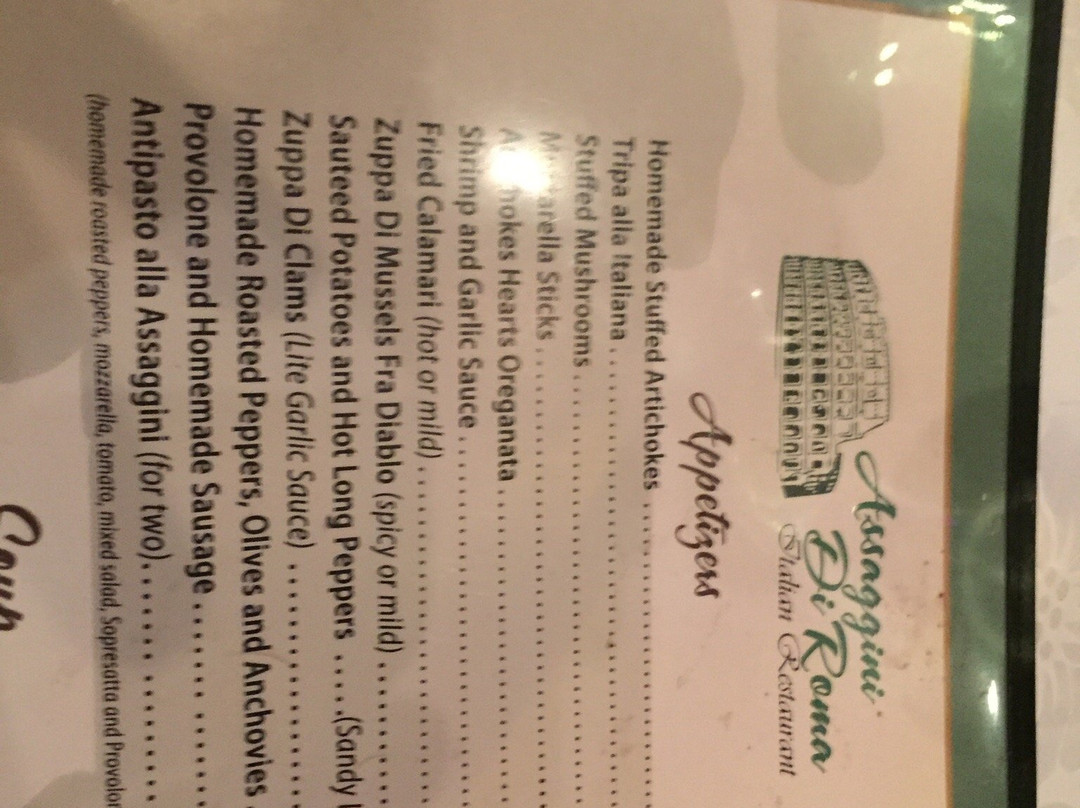 Assaggini
Di Roma
Italian Restaurant
Appetizers
Homemade Stuffed Artichokes
Tripa alla Italiana
Stuffed Mushrooms
Sticks
Hearts Oreganata
Shrimp and Garlic Sauce
Fried Calamari (hot or mild)
Zuppa Di Mussels Fra Diablo (spicy or mild)
Sauteed Potatoes and Hot Long Peppers ....(Sandy
Zuppa Di Clams (Lite Garlic Sauce)
Homemade Roasted Peppers, Olives and Anchovies
Provolone and Homemade Sausage
Antipasto alla Assaggini (for two)
(homemade roasted peppers, mozzarella, tomato, mixed salad, Sopresatta and